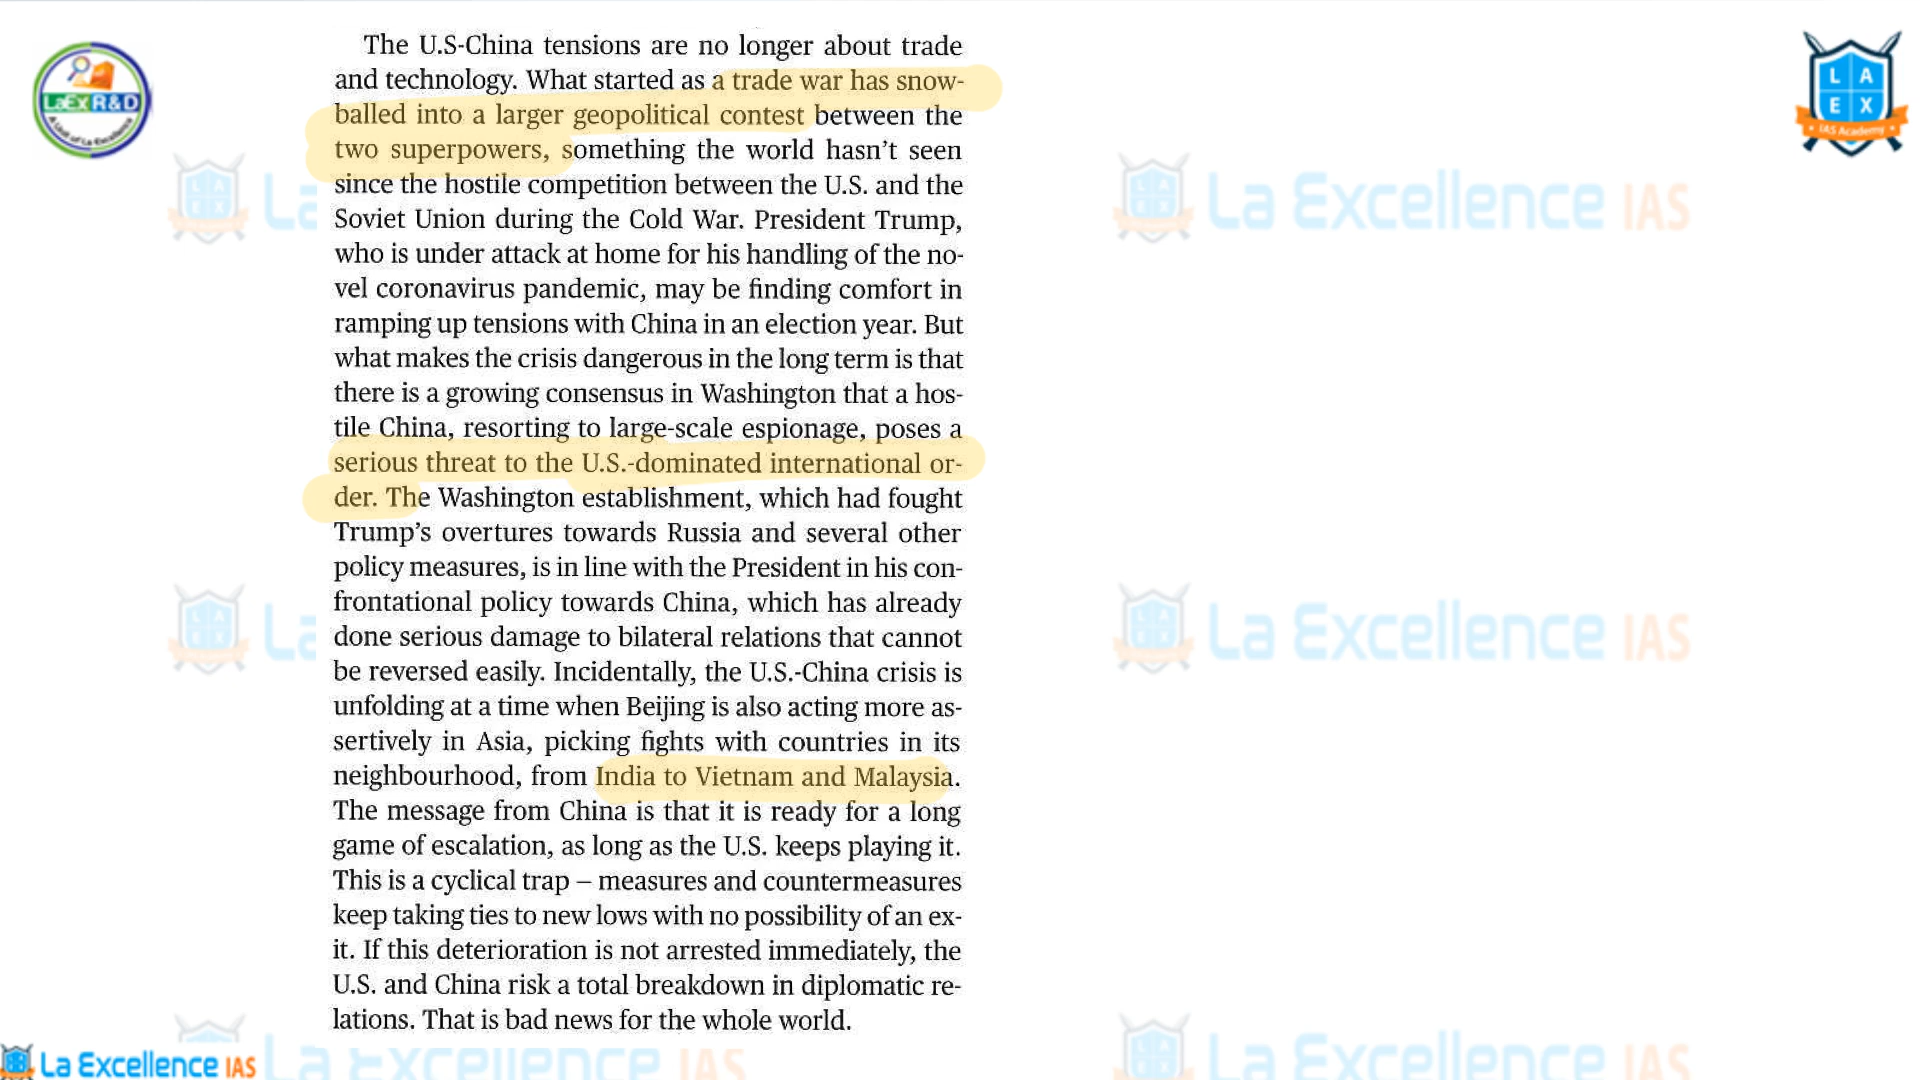 The U.S-China tensions are no longer about trade
and technology. What started as a trade war has snow-
balled into a larger geopolitical contest between the
two superpowers, something the world hasn't seen
since the hostile competition between the U.S. and the
Soviet Union during the Cold War. President Trump,
who is under attack at home for his handling of the no-
vel coronavirus pandemic, may be finding comfort in
ramping up tensions with China in an election year. But
what makes the crisis dangerous in the long term is that
there is a growing consensus in Washington that a hos-
tile China, resorting to large-scale espionage, poses a
serious threat to the U.S.-dominated international or-
der. The Washington establishment, which had fought
Trump's overtures towards Russia and several other
policy measures, is in line with the President in his con-
frontational policy towards China, which has already
done serious damage to bilateral relations that cannot
be reversed easily. Incidentally, the U.S.-China crisis is
unfolding at a time when Beijing is also acting more as-
sertively in Asia, picking fights with countries in its
neighbourhood, from India to Vietnam and Malaysia.
The message from China is that it is ready for a long
game of escalation, as long as the U.S. keeps playing it.
This is a cyclical trap – measures and countermeasures
keep taking ties to new lows with no possibility of an ex-
it. If this deterioration is not arrested immediately, the
U.S. and China risk a total breakdown in diplomatic re-
lations. That is bad news for the whole world.
LaEx R&D
A Unit of La Excellence
L A
E X
IAS Academy
La
La Excellence IAS
La
La Excellence IAS
La Excellence IAS
La Excellence IAS
La Excellence IAS